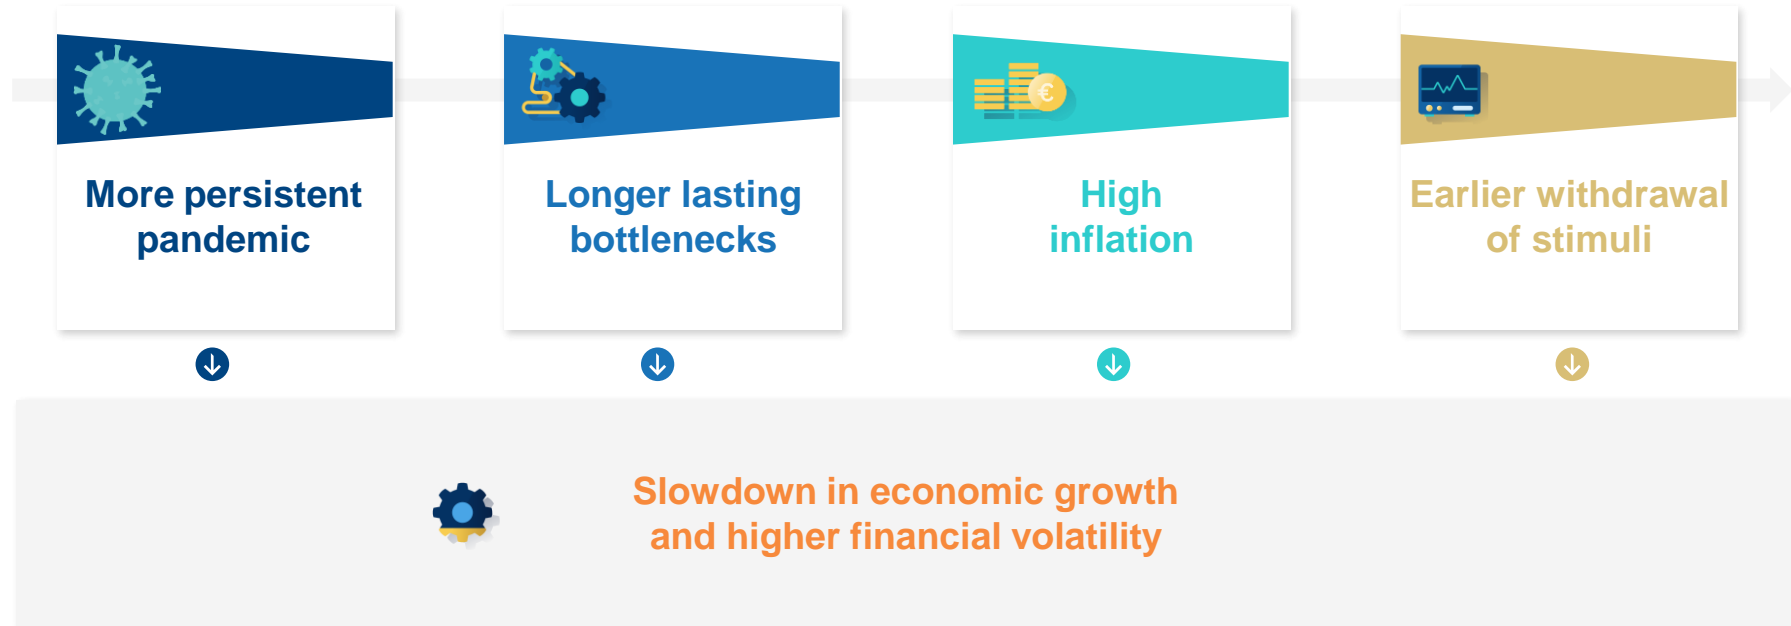 More persistent
pandemic
Longer lasting
bottlenecks
High
inflation
Earlier withdrawal
of stimuli
€
Slowdown in economic growth
and higher financial volatility